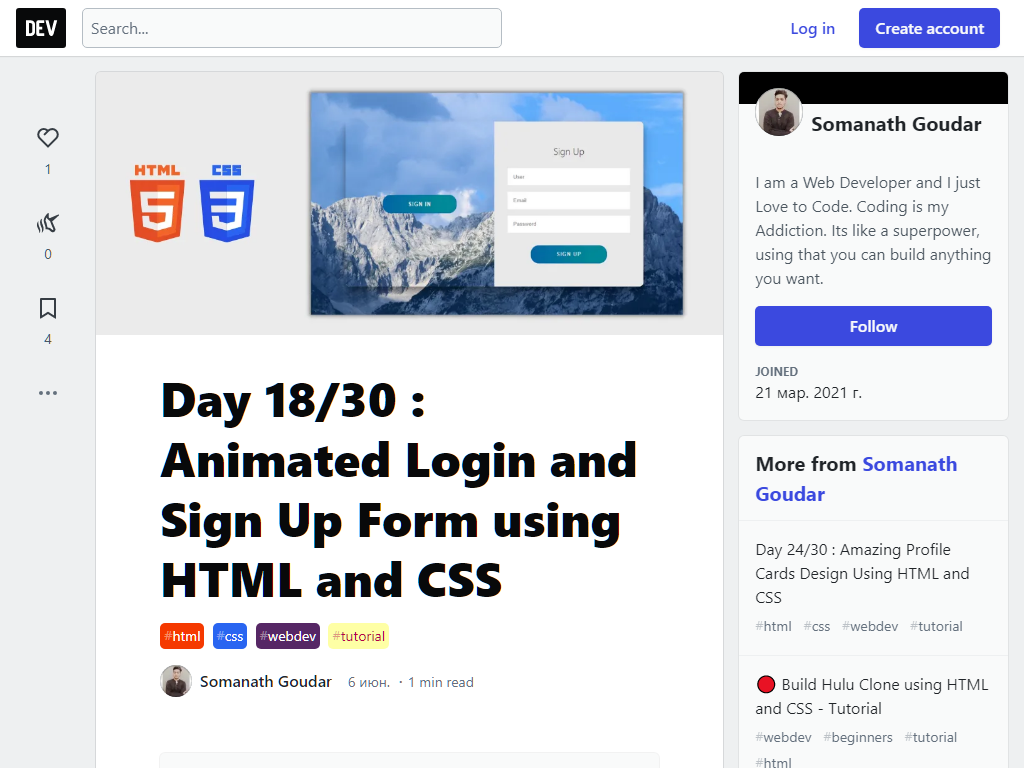 DEV
Search...
Log in
Create account
1
0
4
HTML
CSS
5
3
SIGN IN
Sign Up
User
Email
Password
SIGN UP
Day 18/30 :
Animated Login and
Sign Up Form using
HTML and CSS
#html #css #webdev #tutorial
Somanath Goudar 6 июн. · 1 min read
Somanath Goudar
I am a Web Developer and I just
Love to Code. Coding is my
Addiction. Its like a superpower,
using that you can build anything
you want.
Follow
JOINED
21 мар. 2021 г.
More from Somanath
Goudar
Day 24/30 : Amazing Profile
Cards Design Using HTML and
CSS
#html #css #webdev #tutorial
🔴 Build Hulu Clone using HTML
and CSS - Tutorial
#webdev #beginners #tutorial
#html